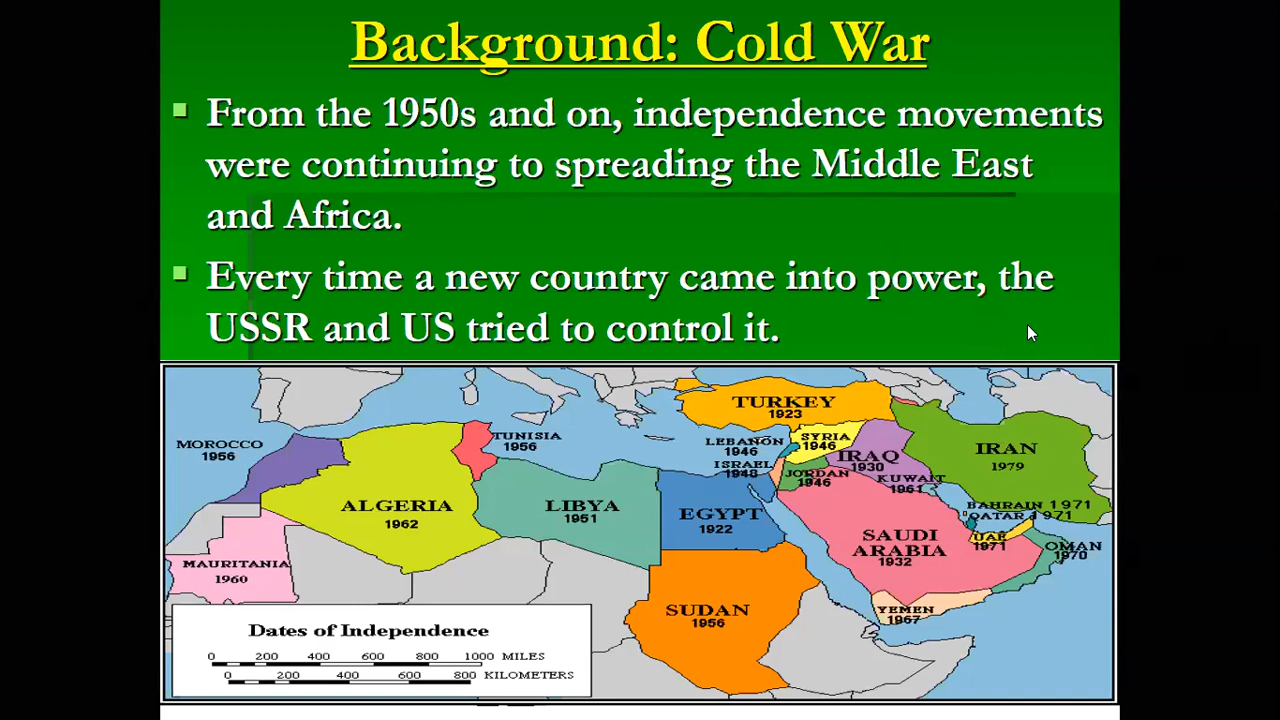 Background: Cold War
From the 1950s and on, independence movements
were continuing to spreading the Middle East
and Africa.
Every time a new country came into power, the
USSR and US tried to control it.
TURKEY
1923
MOROCCO
1956
TUNISIA
1956
LEBANON
1946
SYRIA
1946
ISRAEL
1948
IRAQ
1930
IRAN
1979
JORDAN
1946
KUWAIT
1961
ALGERIA
1962
LIBYA
1951
EGYPT
1922
BAHRAIN 1971
QATAR 1971
SAUDI
ARABIA
1932
UAE
1971
OMAN
1970
MAURITANIA
1960
SUDAN
1956
YEMEN
1967
Dates of Independence
0 200 400 600 800 1000 MILES
0 200 400 600 800 KILOMETERS